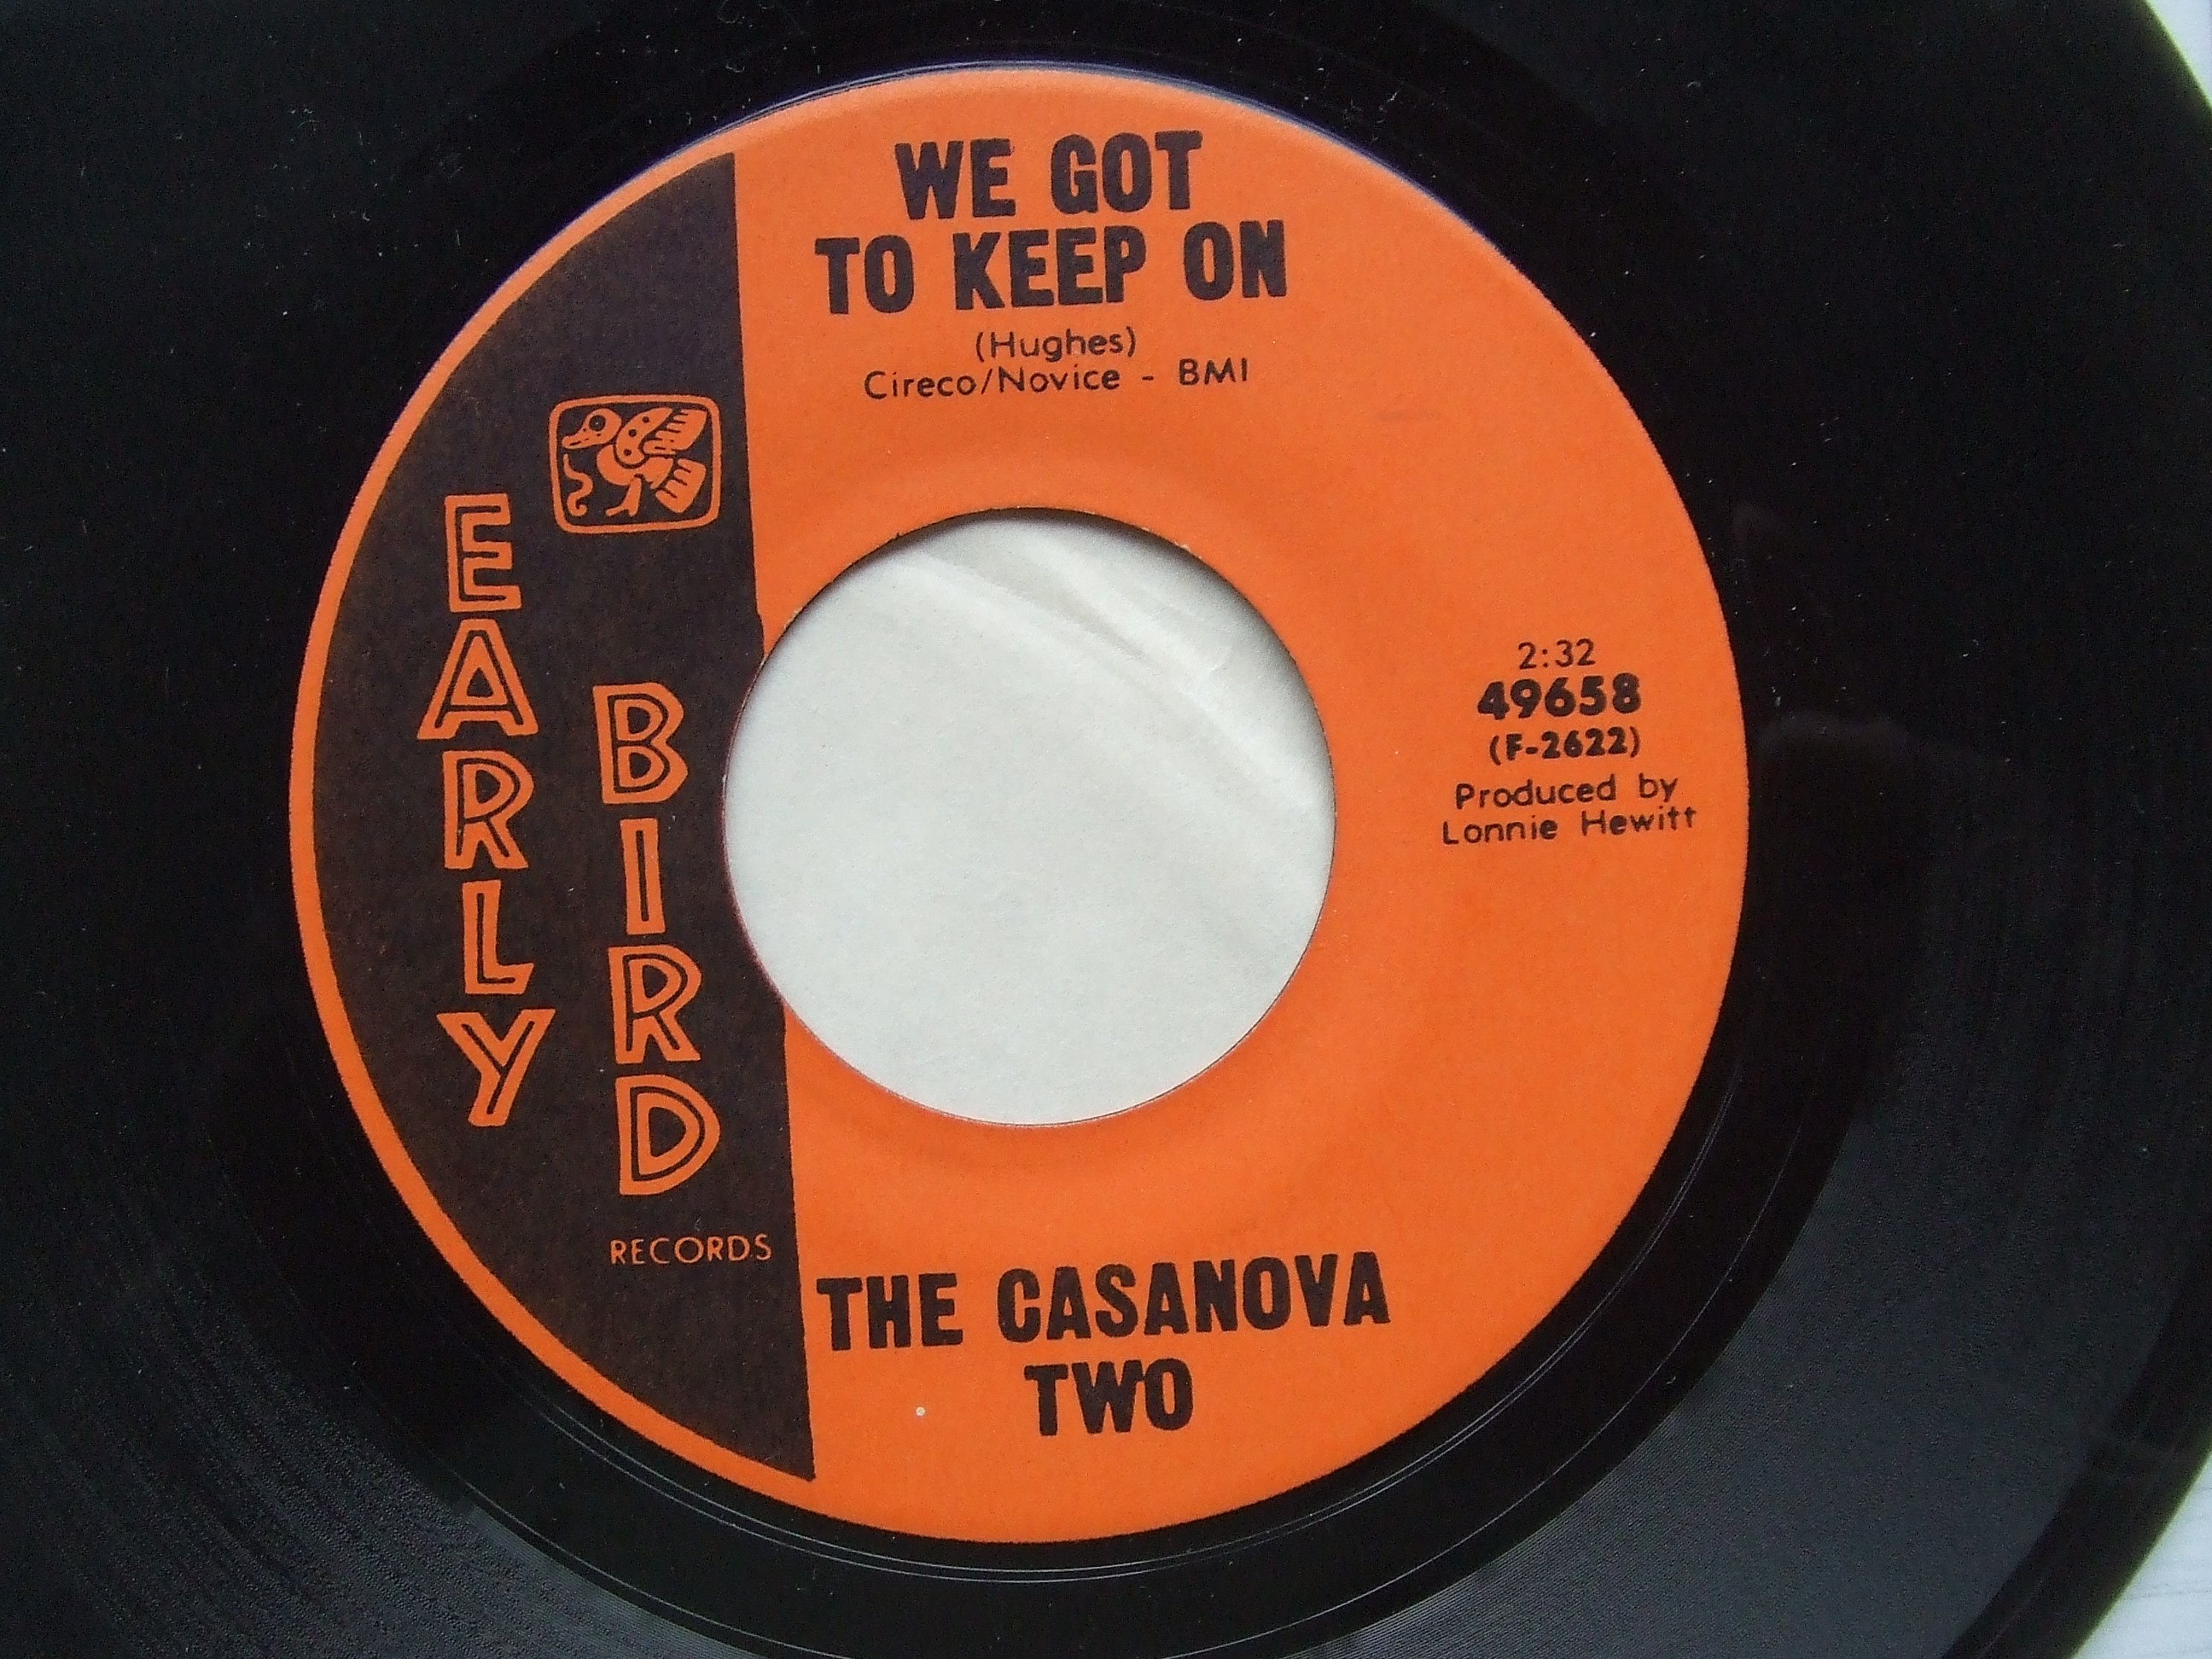 WE GOT
TO KEEP ON
(Hughes)
Cireco/Novice - BMI
EARLY
BIRD
RECORDS
2:32
49658
(F-2622)
Produced by
Lonnie Hewitt
THE CASANOVA
TWO